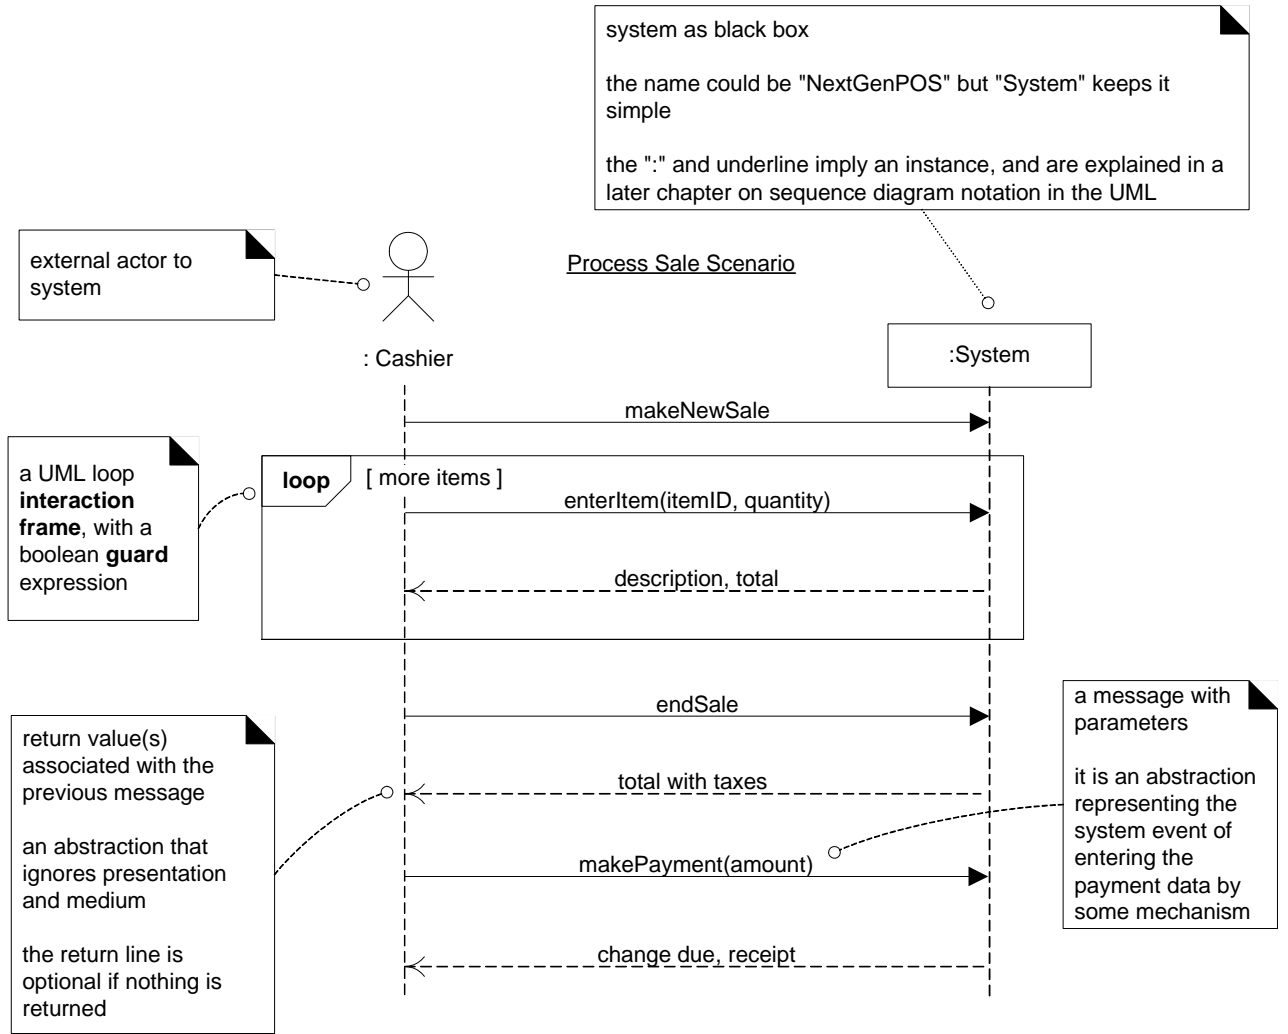 system as black box
the name could be "NextGenPOS" but "System" keeps it
simple
the ":" and underline imply an instance, and are explained in a
later chapter on sequence diagram notation in the UML
external actor to
system
Process Sale Scenario
: Cashier
:System
makeNewSale
a UML loop
interaction
frame, with a
boolean guard
expression
loop
[ more items ]
enterItem(itemID, quantity)
description, total
endSale
return value(s)
associated with the
previous message
an abstraction that
ignores presentation
and medium
the return line is
optional if nothing is
returned
total with taxes
makePayment(amount)
change due, receipt
a message with
parameters
it is an abstraction
representing the
system event of
entering the
payment data by
some mechanism